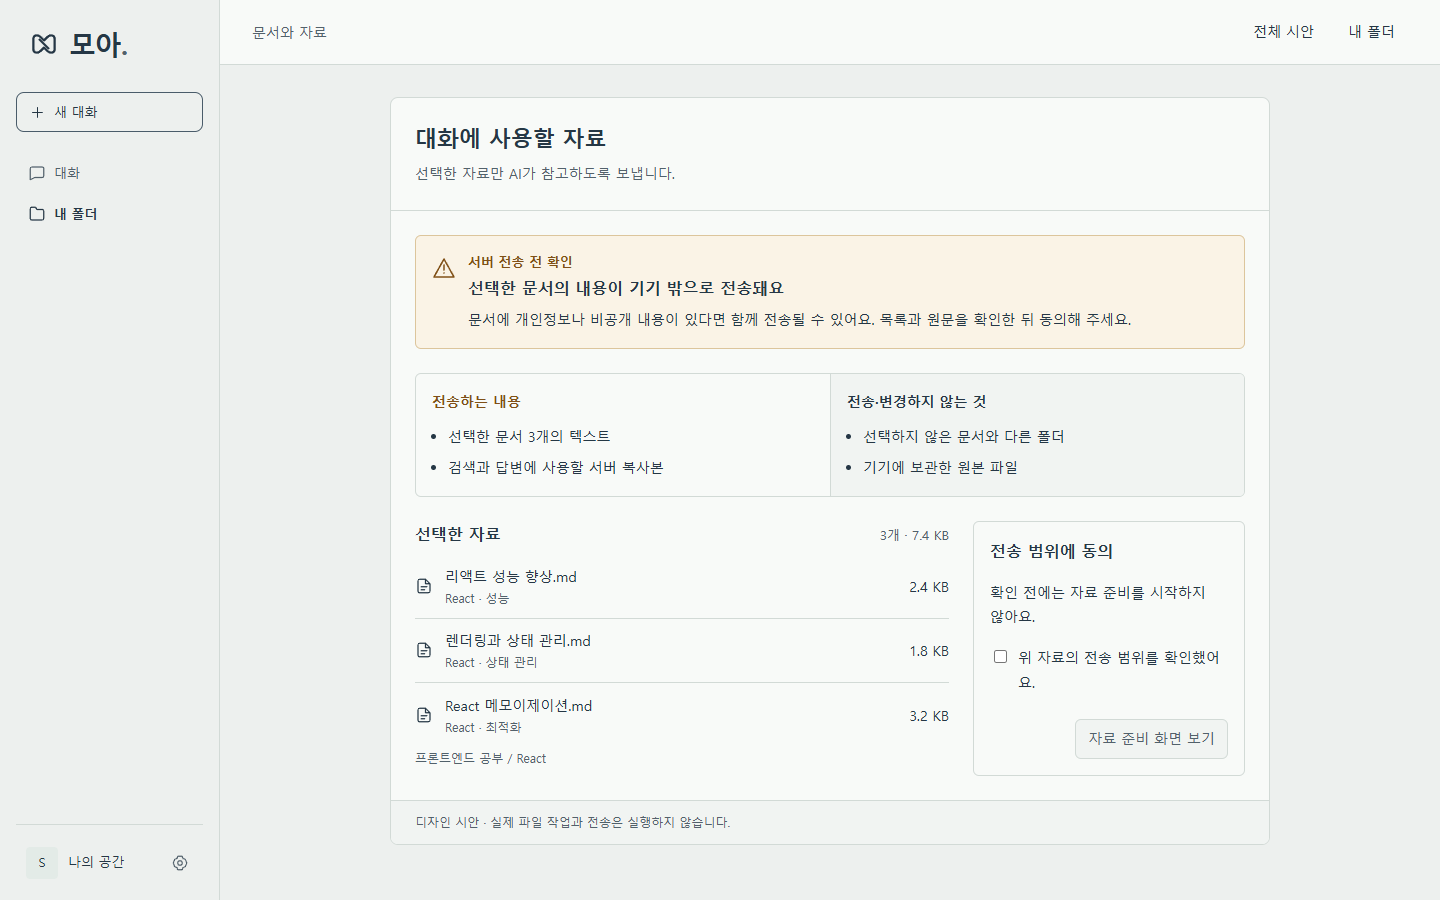 모아.
새 대화
대화
내 폴더
S 나의 공간
문서와 자료
전체 시안 내 폴더
대화에 사용할 자료
선택한 자료만 AI가 참고하도록 보냅니다.
서버 전송 전 확인
선택한 문서의 내용이 기기 밖으로 전송돼요
문서에 개인정보나 비공개 내용이 있다면 함께 전송될 수 있어요. 목록과 원문을 확인한 뒤 동의해 주세요.
전송하는 내용
• 선택한 문서 3개의 텍스트
• 검색과 답변에 사용할 서버 복사본
전송·변경하지 않는 것
• 선택하지 않은 문서와 다른 폴더
• 기기에 보관한 원본 파일
선택한 자료 3개 · 7.4 KB
리액트 성능 향상.md 2.4 KB
React · 성능
렌더링과 상태 관리.md 1.8 KB
React · 상태 관리
React 메모이제이션.md 3.2 KB
React · 최적화
프론트엔드 공부 / React
전송 범위에 동의
확인 전에는 자료 준비를 시작하지
않아요.
위 자료의 전송 범위를 확인했어
요.
자료 준비 화면 보기
디자인 시안 · 실제 파일 작업과 전송은 실행하지 않습니다.